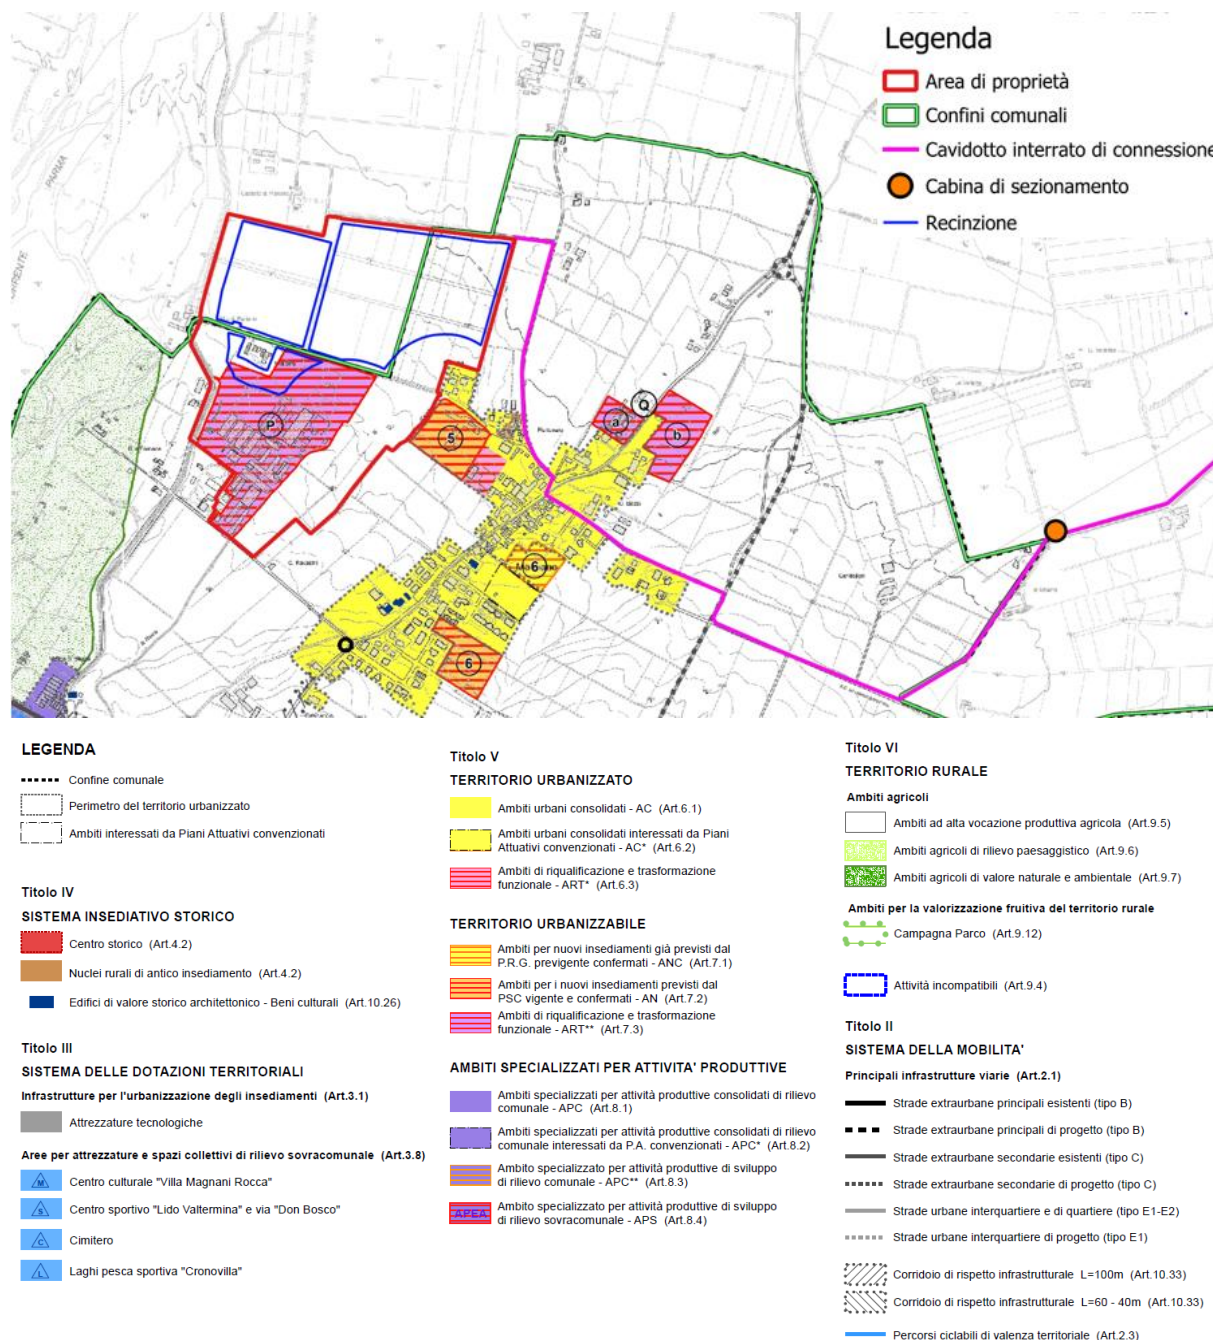 Legenda
Area di proprietà
Confini comunali
Cavidotto interrato di connessione
Cabina di sezionamento
Recinzione
PARMA
P
5
a
Q
b
6
6
LEGENDA
Confine comunale
Perimetro del territorio urbanizzato
Ambiti interessati da Piani Attuativi convenzionati
Titolo IV
SISTEMA INSEDIATIVO STORICO
Centro storico (Art.4.2)
Nuclei rurali di antico insediamento (Art.4.2)
Edifici di valore storico architettonico - Beni culturali (Art.10.26)
Titolo III
SISTEMA DELLE DOTAZIONI TERRITORIALI
Infrastrutture per l'urbanizzazione degli insediamenti (Art.3.1)
Attrezzature tecnologiche
Aree per attrezzature e spazi collettivi di rilievo sovracomunale (Art.3.8)
M Centro culturale "Villa Magnani Rocca"
S Centro sportivo "Lido Valtermina" e via "Don Bosco"
C Cimitero
L Laghi pesca sportiva "Cronovilla"
Titolo V
TERRITORIO URBANIZZATO
Ambiti urbani consolidati - AC (Art.6.1)
Ambiti urbani consolidati interessati da Piani
Attuativi convenzionati - AC* (Art.6.2)
Ambiti di riqualificazione e trasformazione
funzionale - ART* (Art.6.3)
TERRITORIO URBANIZZABILE
Ambiti per nuovi insediamenti già previsti dal
P.R.G. previgente confermati - ANC (Art.7.1)
Ambiti per i nuovi insediamenti previsti dal
PSC vigente e confermati - AN (Art.7.2)
Ambiti di riqualificazione e trasformazione
funzionale - ART** (Art.7.3)
AMBITI SPECIALIZZATI PER ATTIVITA' PRODUTTIVE
Ambiti specializzati per attività produttive consolidati di rilievo
comunale - APC (Art.8.1)
Ambiti specializzati per attività produttive consolidati di rilievo
comunale interessati da P.A. convenzionati - APC* (Art.8.2)
Ambito specializzato per attività produttive di sviluppo
di rilievo comunale - APC** (Art.8.3)
APEA Ambito specializzato per attività produttive di sviluppo
di rilievo sovracomunale - APS (Art.8.4)
Titolo VI
TERRITORIO RURALE
Ambiti agricoli
Ambiti ad alta vocazione produttiva agricola (Art.9.5)
Ambiti agricoli di rilievo paesaggistico (Art.9.6)
Ambiti agricoli di valore naturale e ambientale (Art.9.7)
Ambiti per la valorizzazione fruitiva del territorio rurale
Campagna Parco (Art.9.12)
Attività incompatibili (Art.9.4)
Titolo II
SISTEMA DELLA MOBILITA'
Principali infrastrutture viarie (Art.2.1)
Strade extraurbane principali esistenti (tipo B)
Strade extraurbane principali di progetto (tipo B)
Strade extraurbane secondarie esistenti (tipo C)
Strade extraurbane secondarie di progetto (tipo C)
Strade urbane interquartiere e di quartiere (tipo E1-E2)
Strade urbane interquartiere di progetto (tipo E1)
Corridoio di rispetto infrastrutturale L=100m (Art.10.33)
Corridoio di rispetto infrastrutturale L=60 - 40m (Art.10.33)
Percorsi ciclabili di valenza territoriale (Art.2.3)